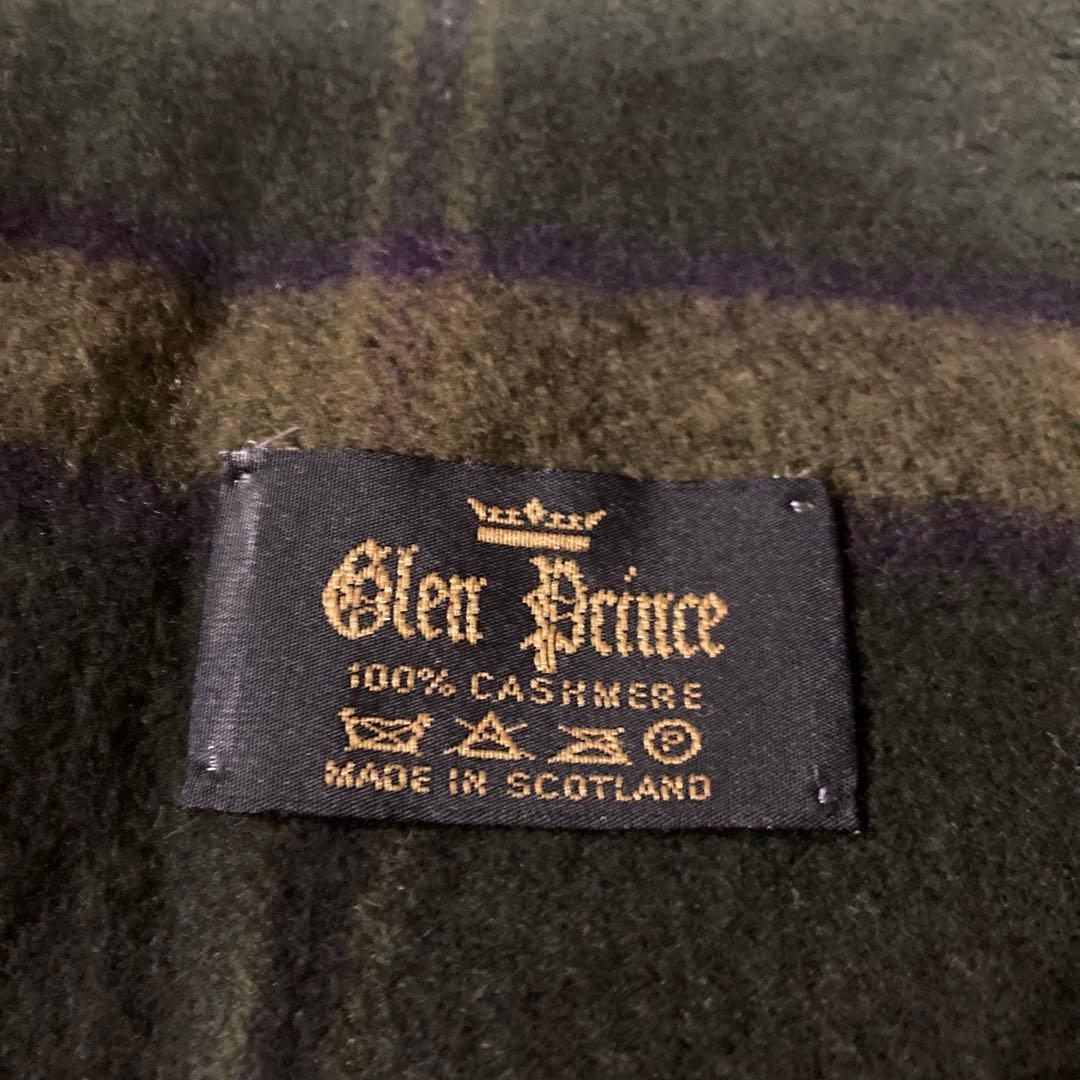 Glen Prince
100% CASHMERE
P
MADE IN SCOTLAND